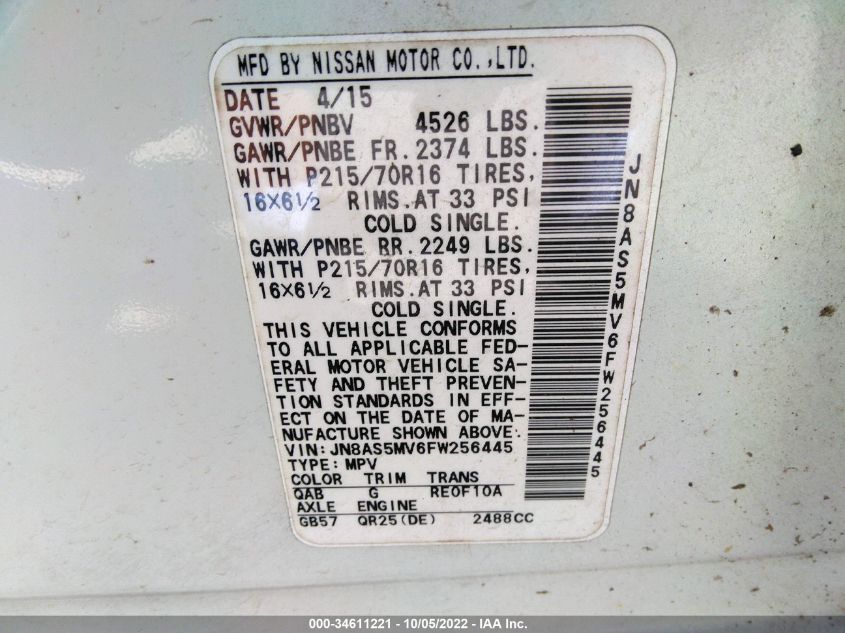 MFD BY NISSAN MOTOR CO.,LTD.
DATE 4/15
GVWR/PNBV 4526 LBS.
GAWR/PNBE FR. 2374 LBS.
WITH P215/70R16 TIRES,
16X6½ RIMS. AT 33 PSI
COLD SINGLE.
GAWR/PNBE RR. 2249 LBS.
WITH P215/70R16 TIRES,
16X6½ RIMS. AT 33 PSI
COLD SINGLE.
THIS VEHICLE CONFORMS
TO ALL APPLICABLE FED-
ERAL MOTOR VEHICLE SA-
FETY AND THEFT PREVEN-
TION STANDARDS IN EFF-
ECT ON THE DATE OF MA-
NUFACTURE SHOWN ABOVE.
VIN: JN8AS5MV6FW256445
TYPE: MPV
COLOR TRIM TRANS
QAB G RE0F10A
AXLE ENGINE
GB57 QR25(DE) 2488CC
JN8AS5MV6FW256445
000-34611221 - 10/05/2022 - IAA Inc.